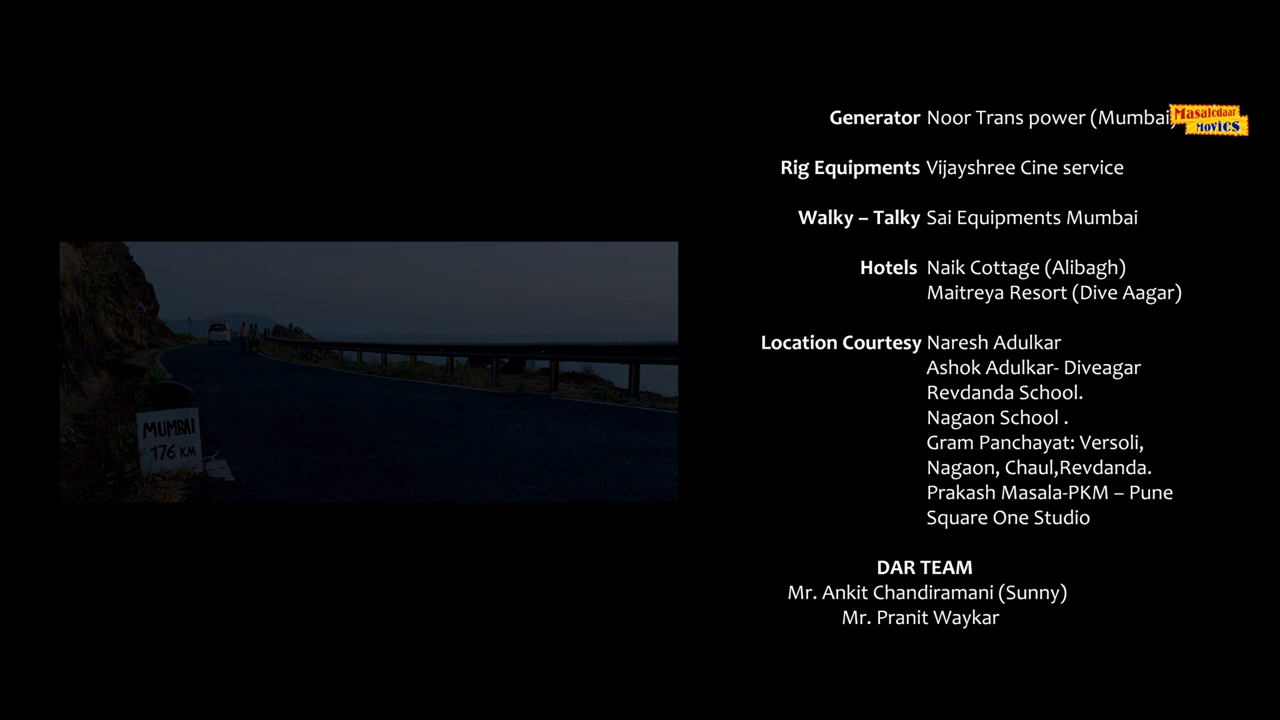 Generator Noor Trans power (Mumbai)
Masaledaar
Movies
Rig Equipments Vijayshree Cine service
Walky – Talky Sai Equipments Mumbai
Hotels Naik Cottage (Alibagh)
Maitreya Resort (Dive Aagar)
Location Courtesy Naresh Adulkar
Ashok Adulkar- Diveagar
Revdanda School.
Nagaon School .
Gram Panchayat: Versoli,
Nagaon, Chaul,Revdanda.
Prakash Masala-PKM – Pune
Square One Studio
DAR TEAM
Mr. Ankit Chandiramani (Sunny)
Mr. Pranit Waykar
MUMBAI
176 KM